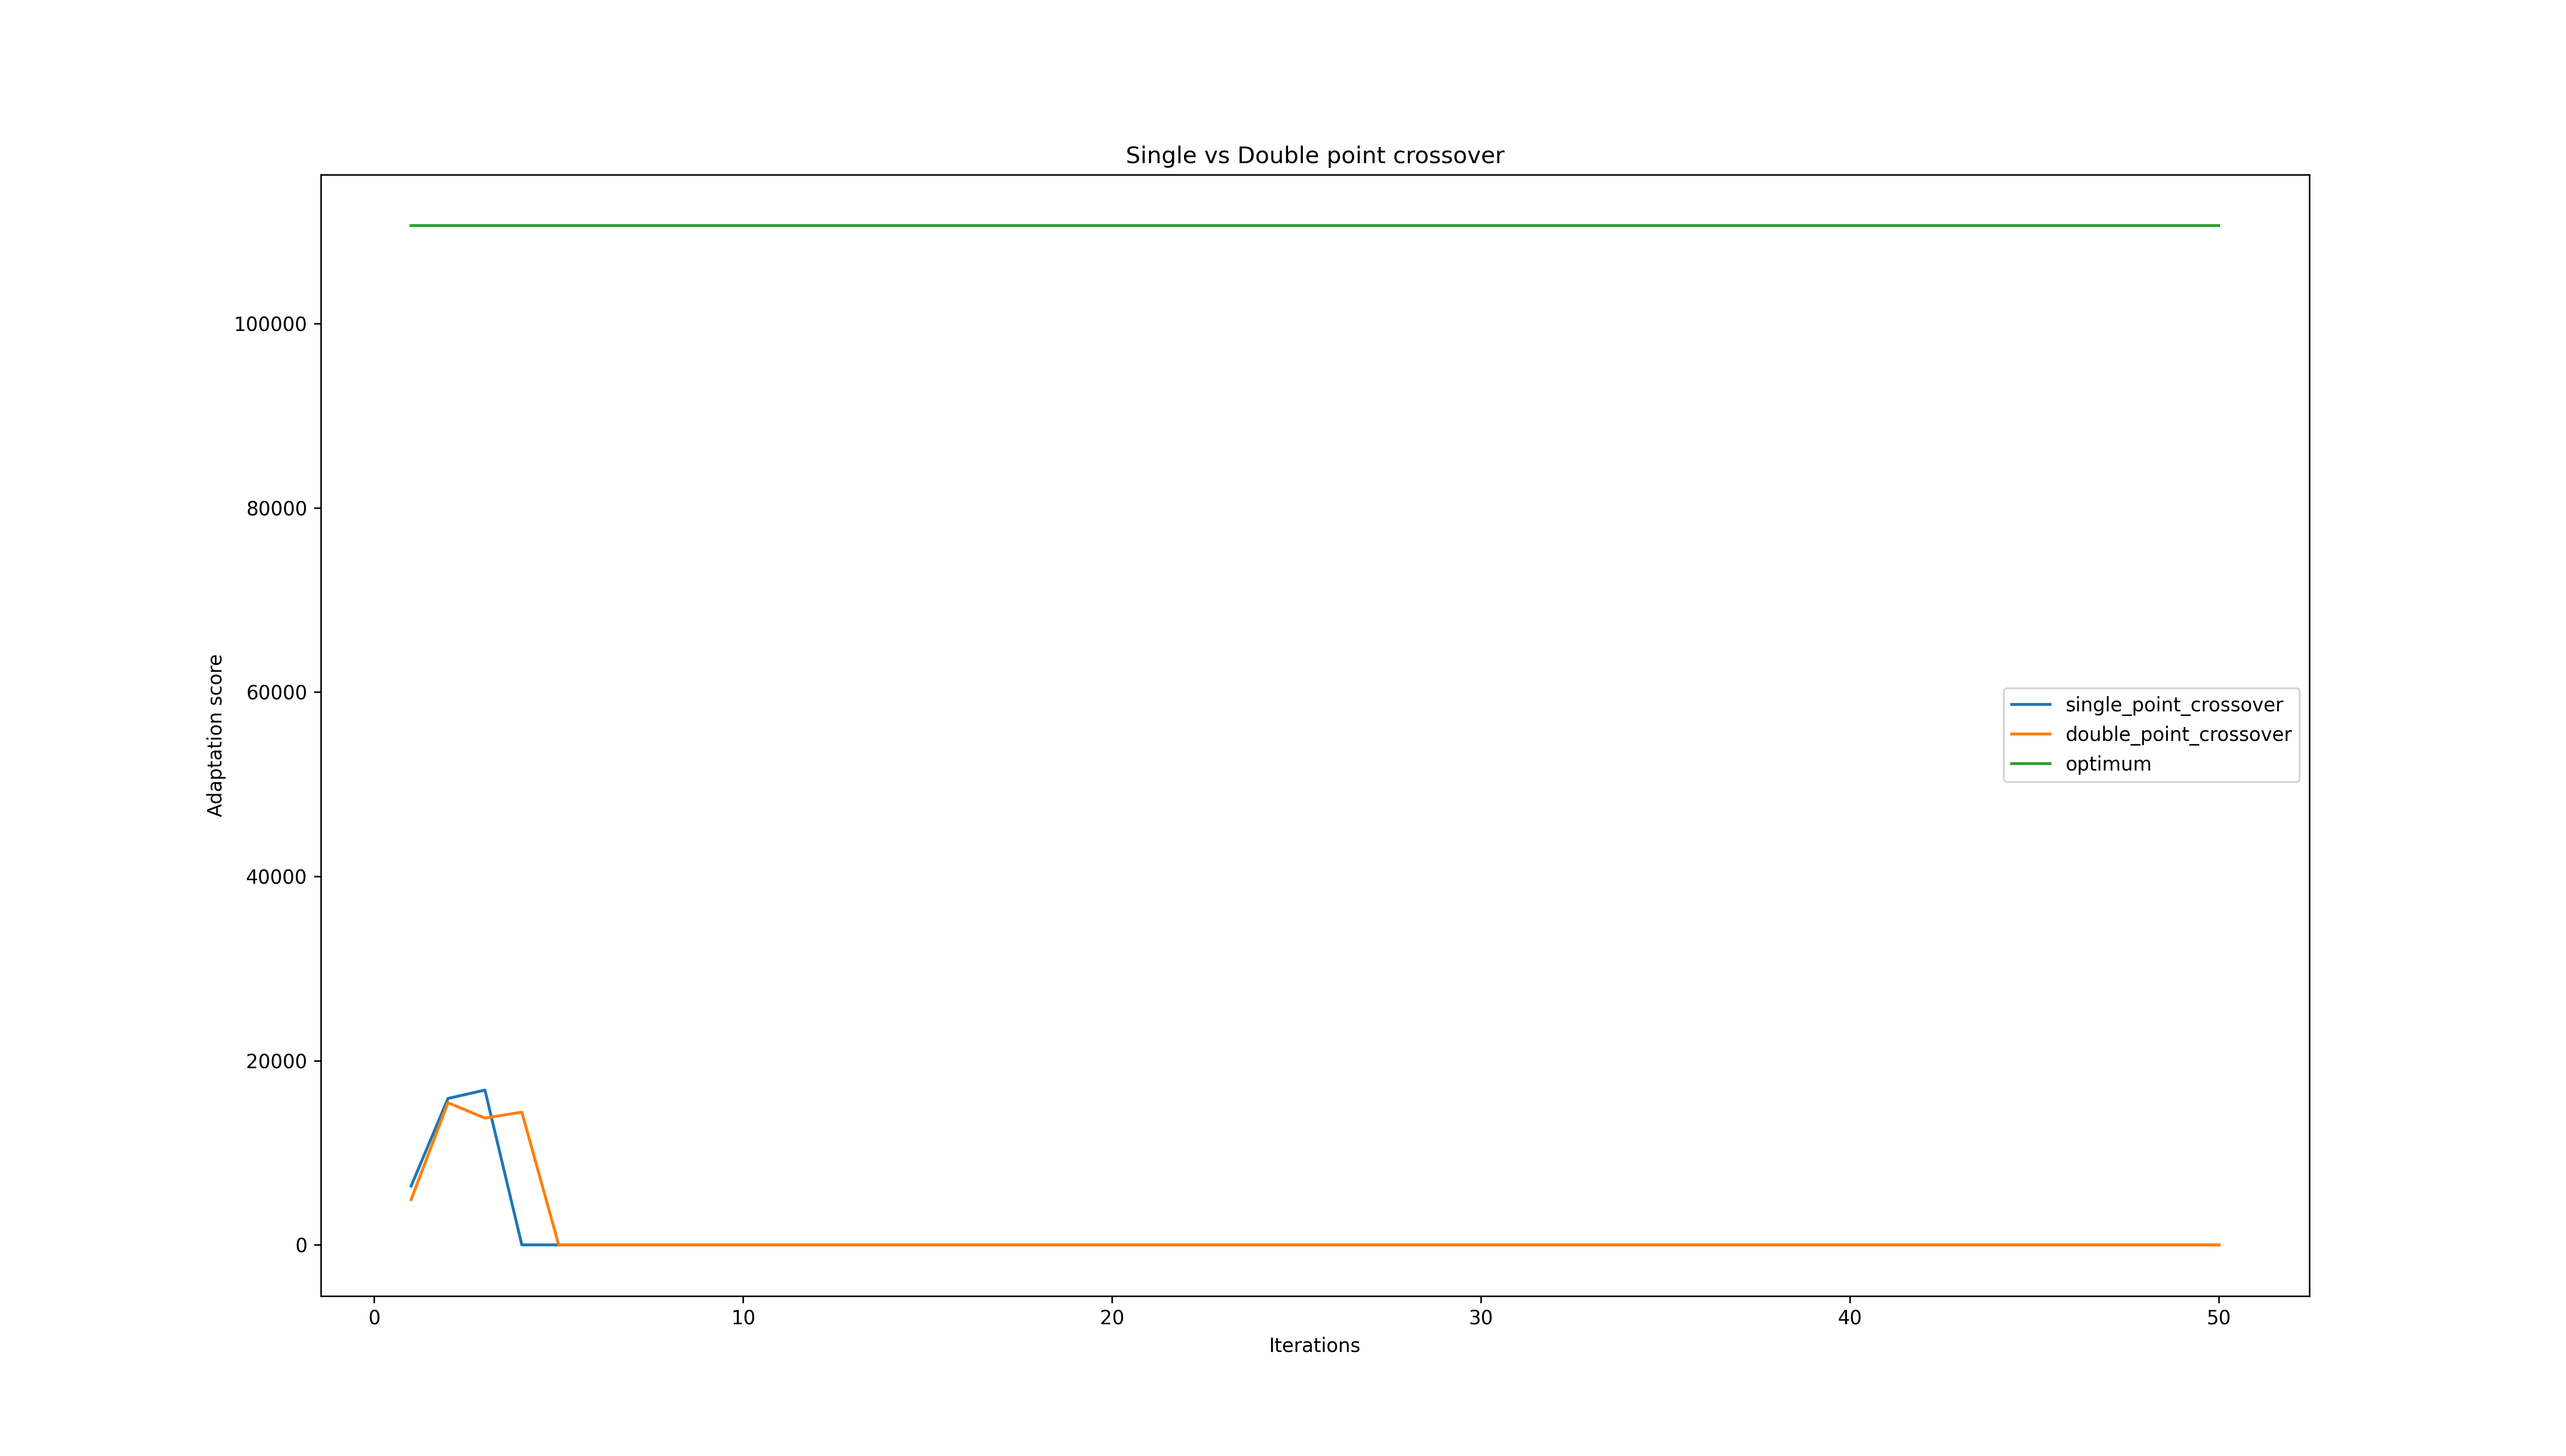 Single vs Double point crossover
100000
80000
60000
40000
20000
0
Adaptation score
single_point_crossover
double_point_crossover
optimum
0 10 20 30 40 50
Iterations